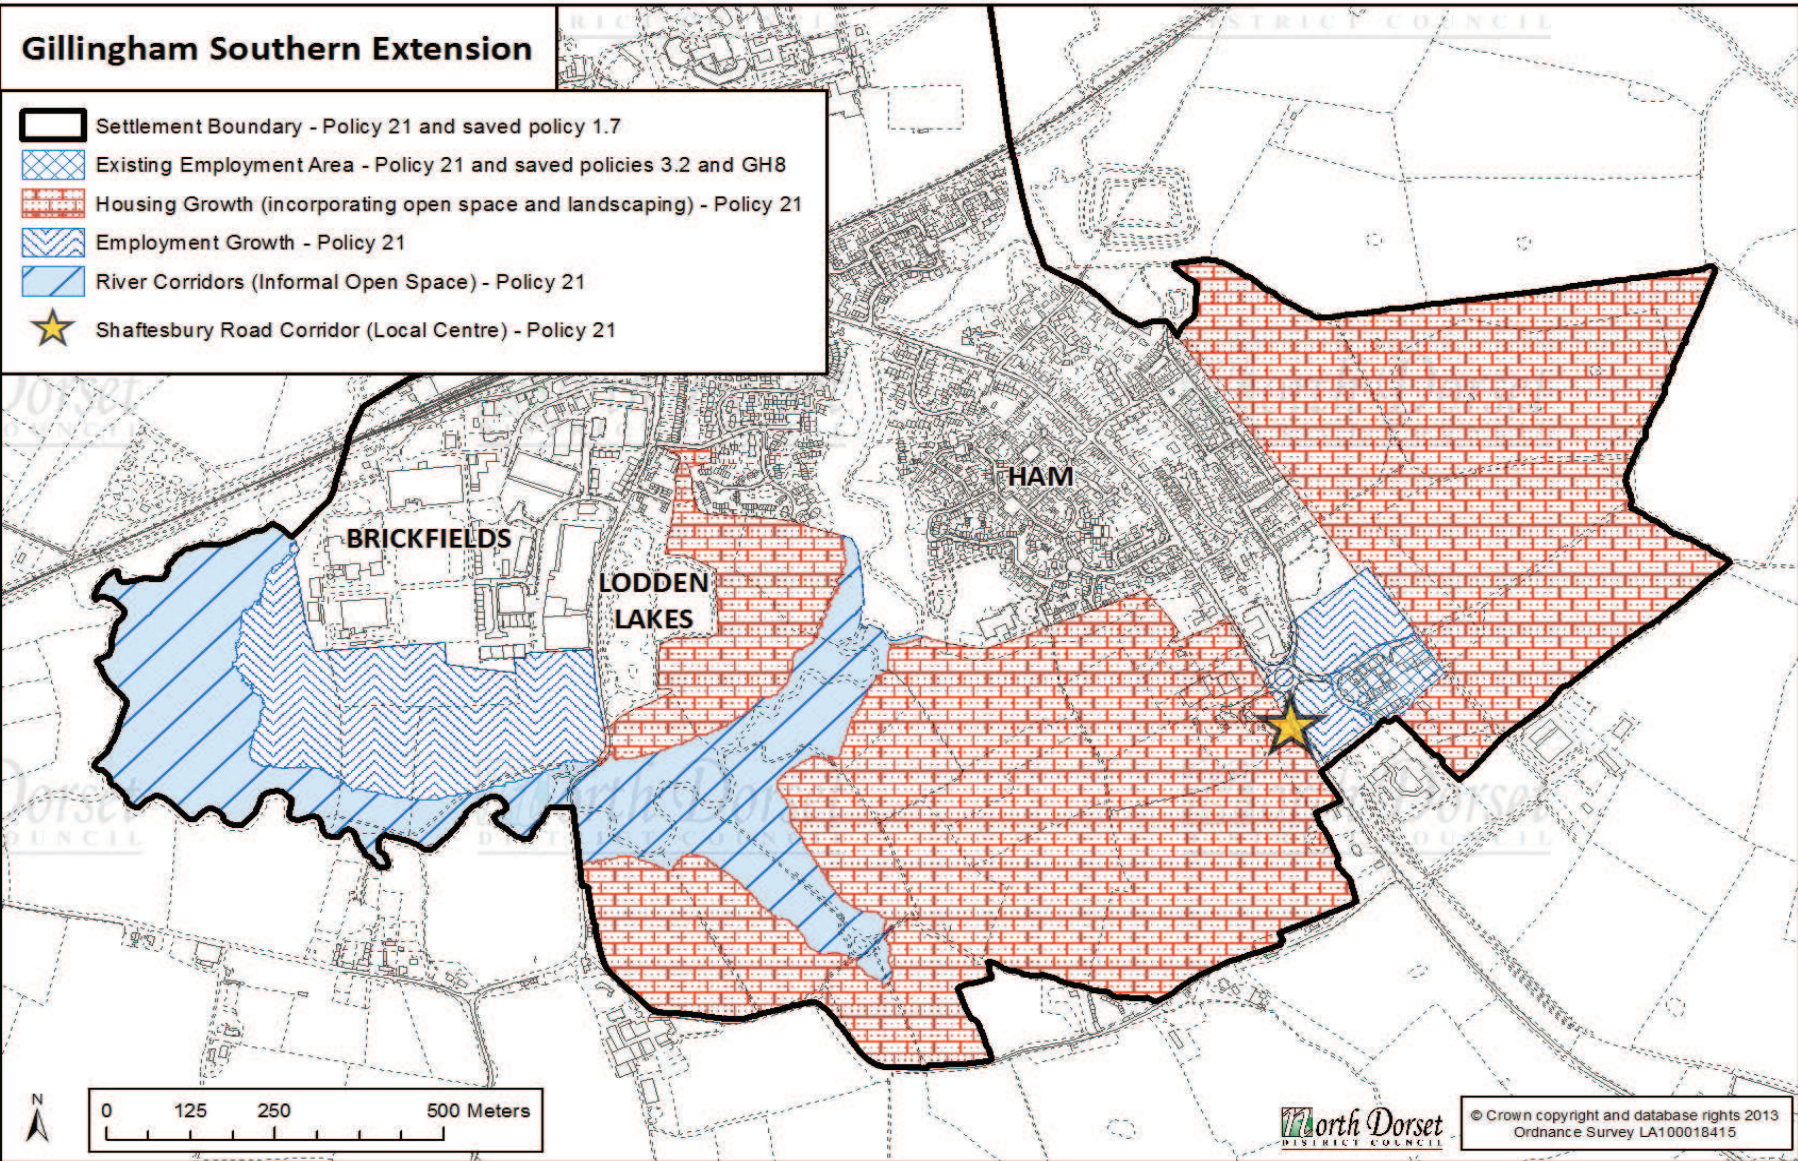 Gillingham Southern Extension
Settlement Boundary - Policy 21 and saved policy 1.7
Existing Employment Area - Policy 21 and saved policies 3.2 and GH8
Housing Growth (incorporating open space and landscaping) - Policy 21
Employment Growth - Policy 21
River Corridors (Informal Open Space) - Policy 21
Shaftesbury Road Corridor (Local Centre) - Policy 21
HAM
BRICKFIELDS
LODDEN
LAKES
N
0 125 250 500 Meters
North Dorset
DISTRICT COUNCIL
© Crown copyright and database rights 2013
Ordnance Survey LA100018415